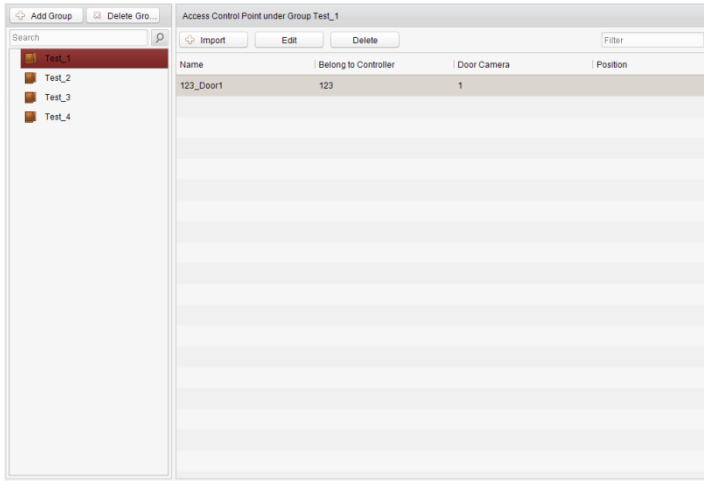 Add Group Delete Gro...
Search
Test_1
Test_2
Test_3
Test_4
Access Control Point under Group Test_1
Import Edit Delete Filter
Name Belong to Controller Door Camera Position
123_Door1 123 1